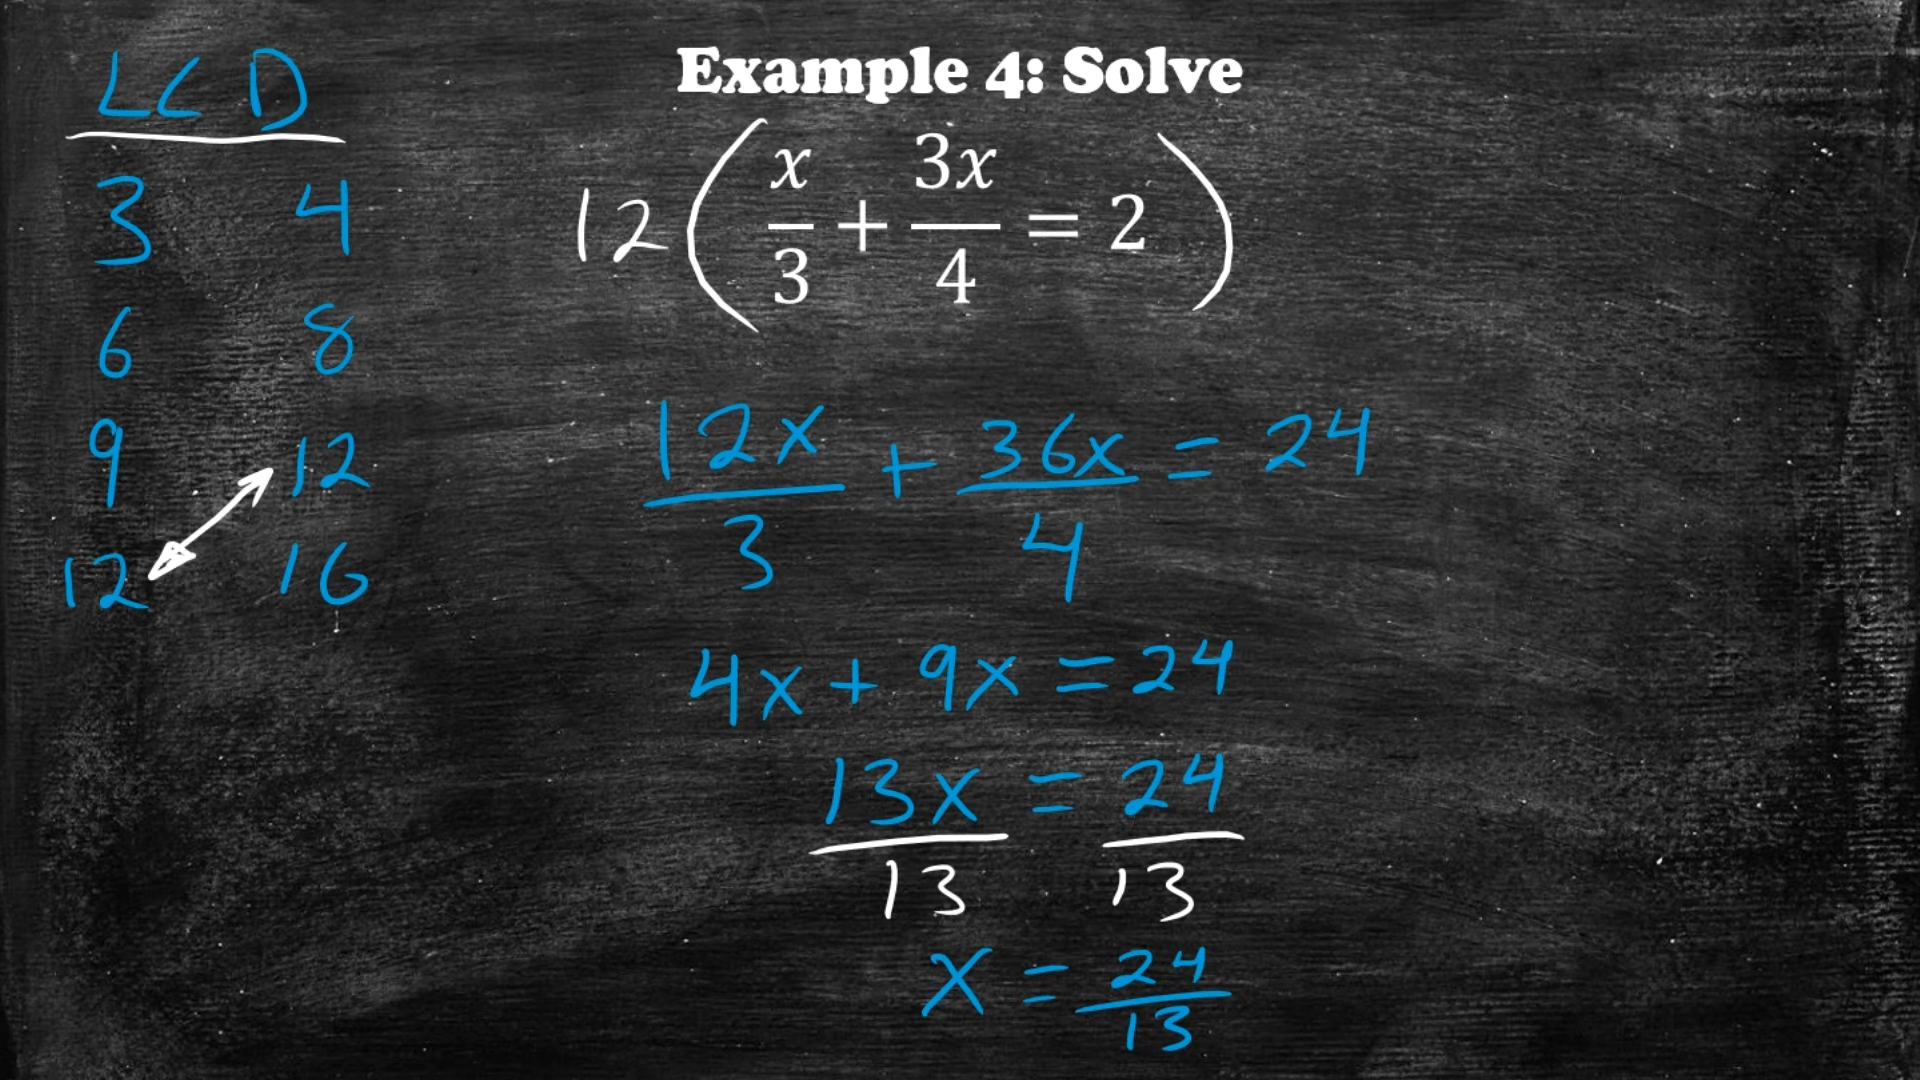 LCD
3 4
6 8
9 12
12 16
Example 4: Solve
12(x/3 + 3x/4 = 2)
12x/3 + 36x/4 = 24
4x + 9x = 24
13x/13 = 24/13
x = 24/13